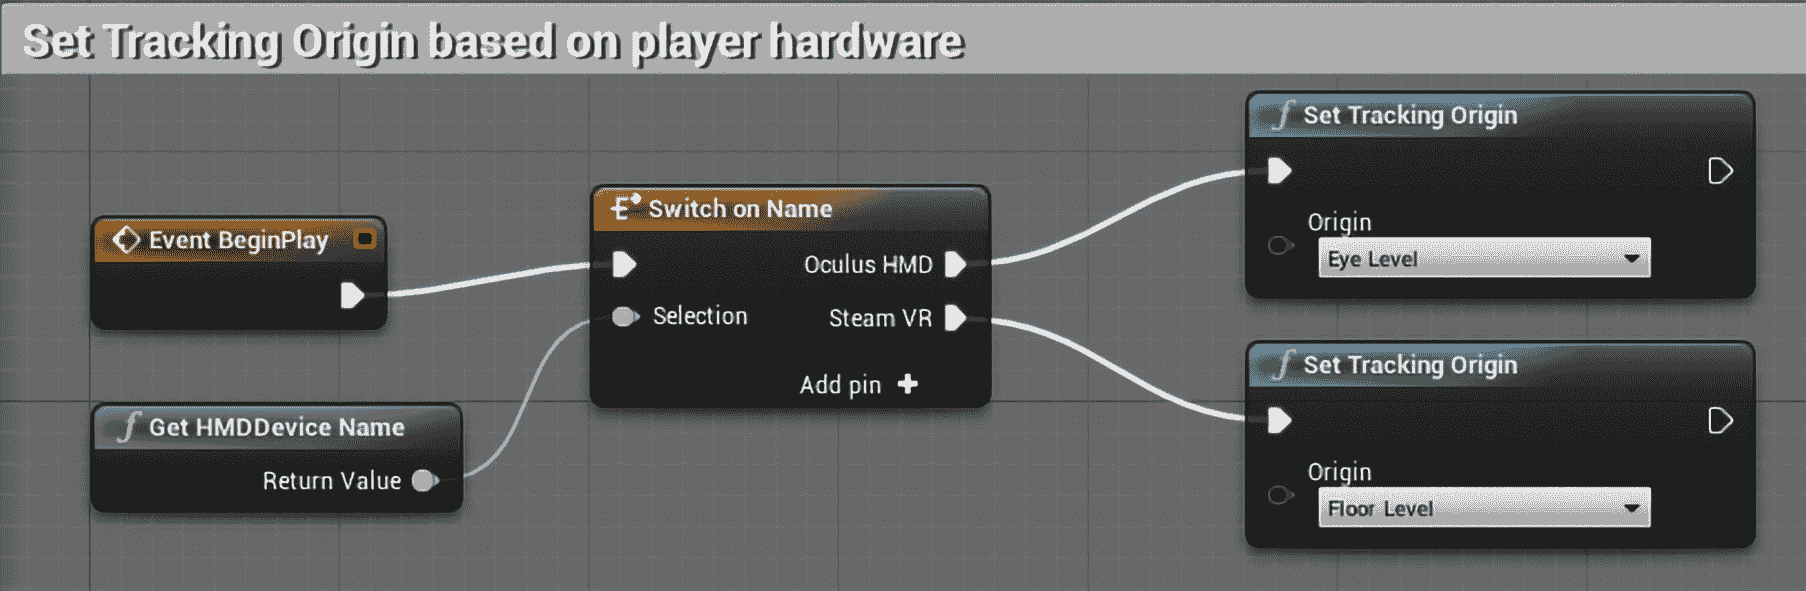 Set Tracking Origin based on player hardware
Event BeginPlay
Get HMDDevice Name
Return Value
Switch on Name
Oculus HMD
Selection
Steam VR
Add pin
Set Tracking Origin
Origin
Eye Level
Set Tracking Origin
Origin
Floor Level